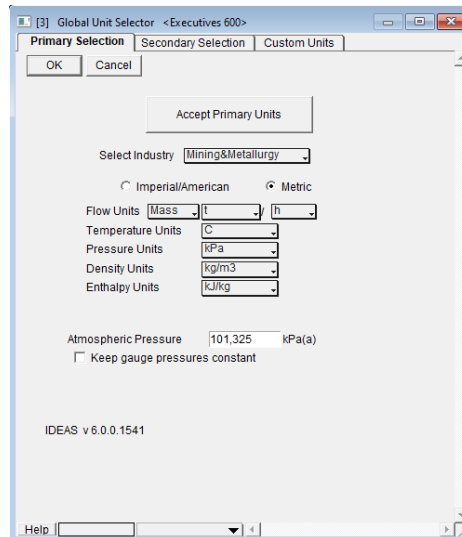 [3] Global Unit Selector <Executives 600>
Primary Selection Secondary Selection Custom Units
OK Cancel
Accept Primary Units
Select Industry Mining&Metallurgy
Imperial/American Metric
Flow Units Mass t / h
Temperature Units C
Pressure Units kPa
Density Units kg/m3
Enthalpy Units kJ/kg
Atmospheric Pressure 101,325 kPa(a)
Keep gauge pressures constant
IDEAS v 6.0.0.1541
Help